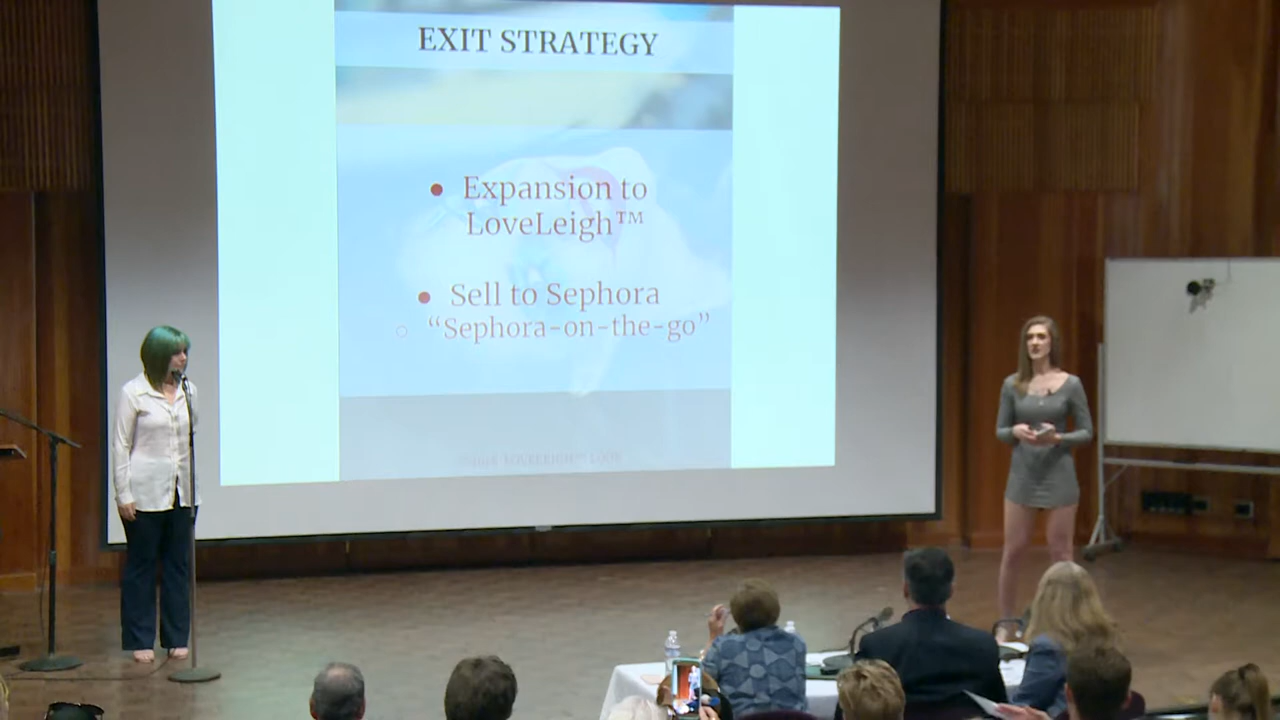 EXIT STRATEGY
● Expansion to
LoveLeigh™
● Sell to Sephora
○ “Sephora-on-the-go”